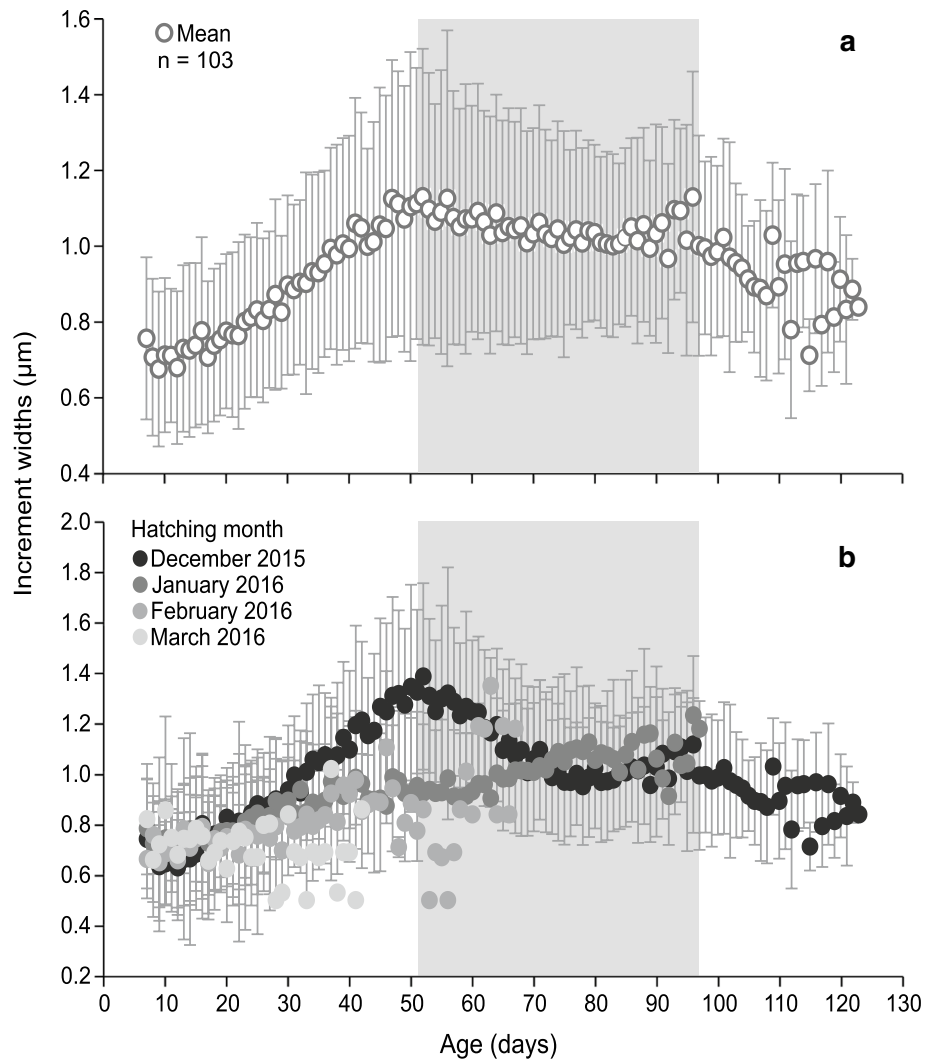 1.6
1.4
1.2
1.0
0.8
0.6
0.4
Mean
n = 103
a
Increment widths (µm)
2.0
1.8
1.6
1.4
1.2
1.0
0.8
0.6
0.4
0.2
Hatching month
December 2015
January 2016
February 2016
March 2016
b
0 10 20 30 40 50 60 70 80 90 100 110 120 130
Age (days)